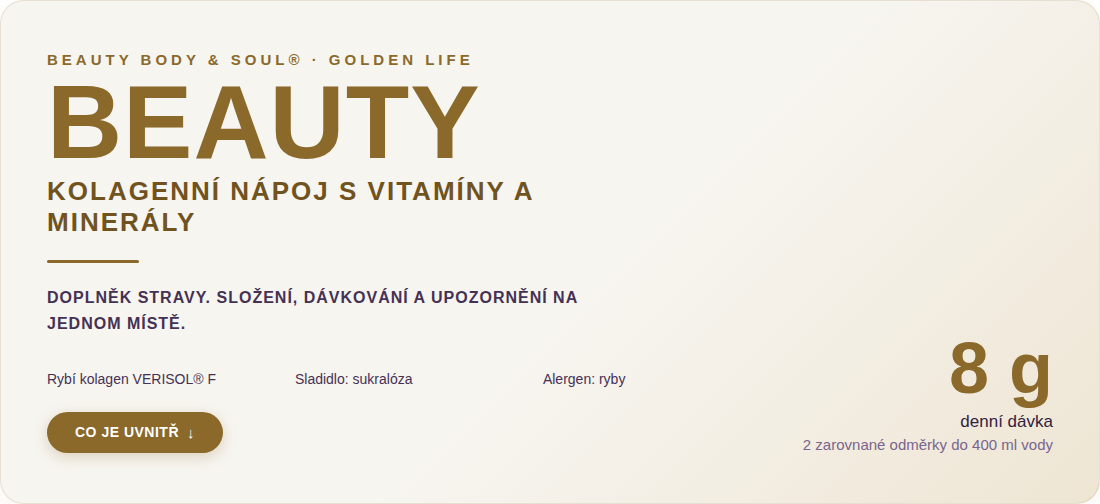 BEAUTY BODY & SOUL® · GOLDEN LIFE
BEAUTY
KOLAGENNÍ NÁPOJ S VITAMÍNY A
MINERÁLY
DOPLNĚK STRAVY. SLOŽENÍ, DÁVKOVÁNÍ A UPOZORNĚNÍ NA
JEDNOM MÍSTĚ.
Rybí kolagen VERISOL® F
Sladidlo: sukralóza
Alergen: ryby
CO JE UVNITŘ ↓
8 g
denní dávka
2 zarovnané odměrky do 400 ml vody